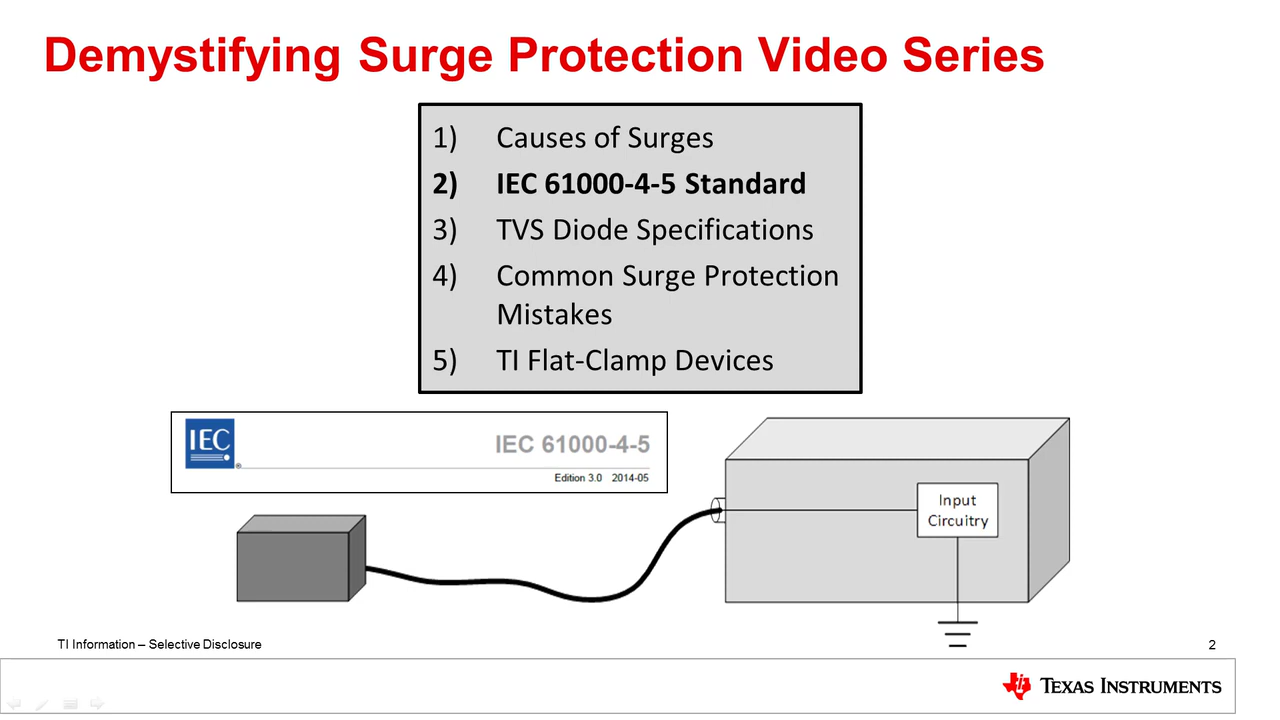 Demystifying Surge Protection Video Series
1) Causes of Surges
2) IEC 61000-4-5 Standard
3) TVS Diode Specifications
4) Common Surge Protection
Mistakes
5) TI Flat-Clamp Devices
IEC
®
IEC 61000-4-5
Edition 3.0 2014-05
Input
Circuitry
TI Information – Selective Disclosure
2
TEXAS INSTRUMENTS